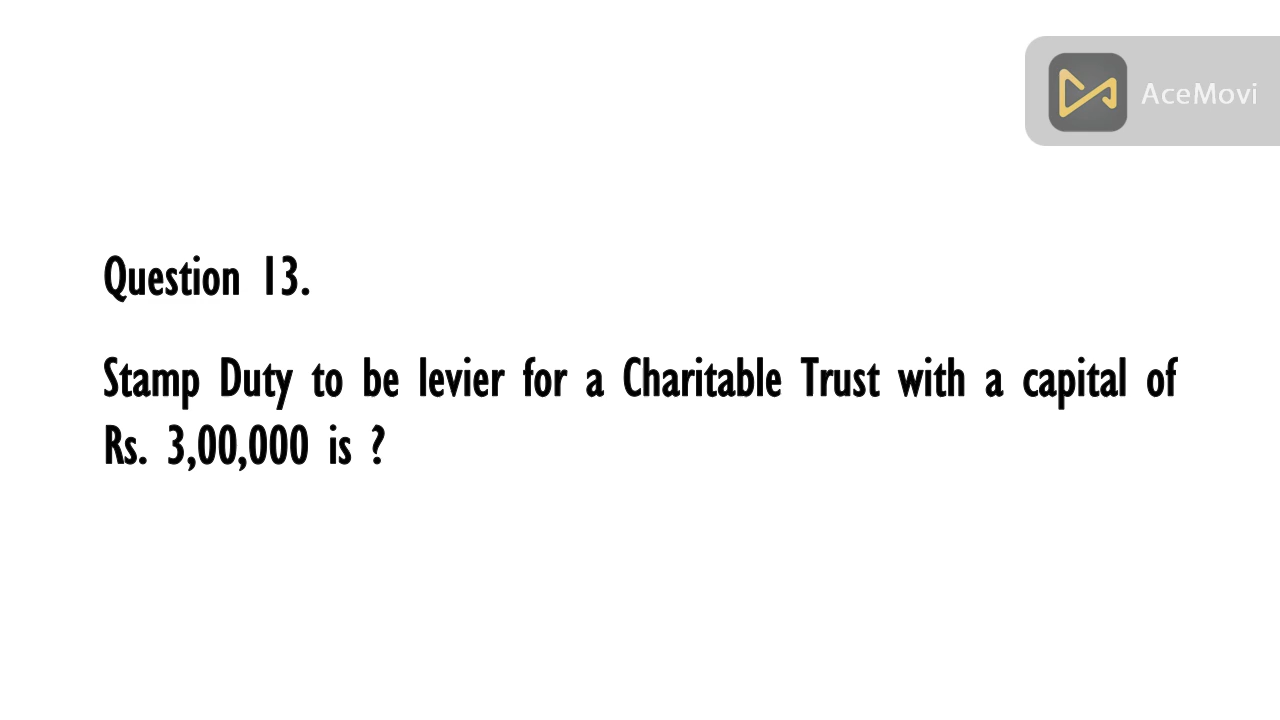 AceMovi
Question 13.
Stamp Duty to be levier for a Charitable Trust with a capital of
Rs. 3,00,000 is ?